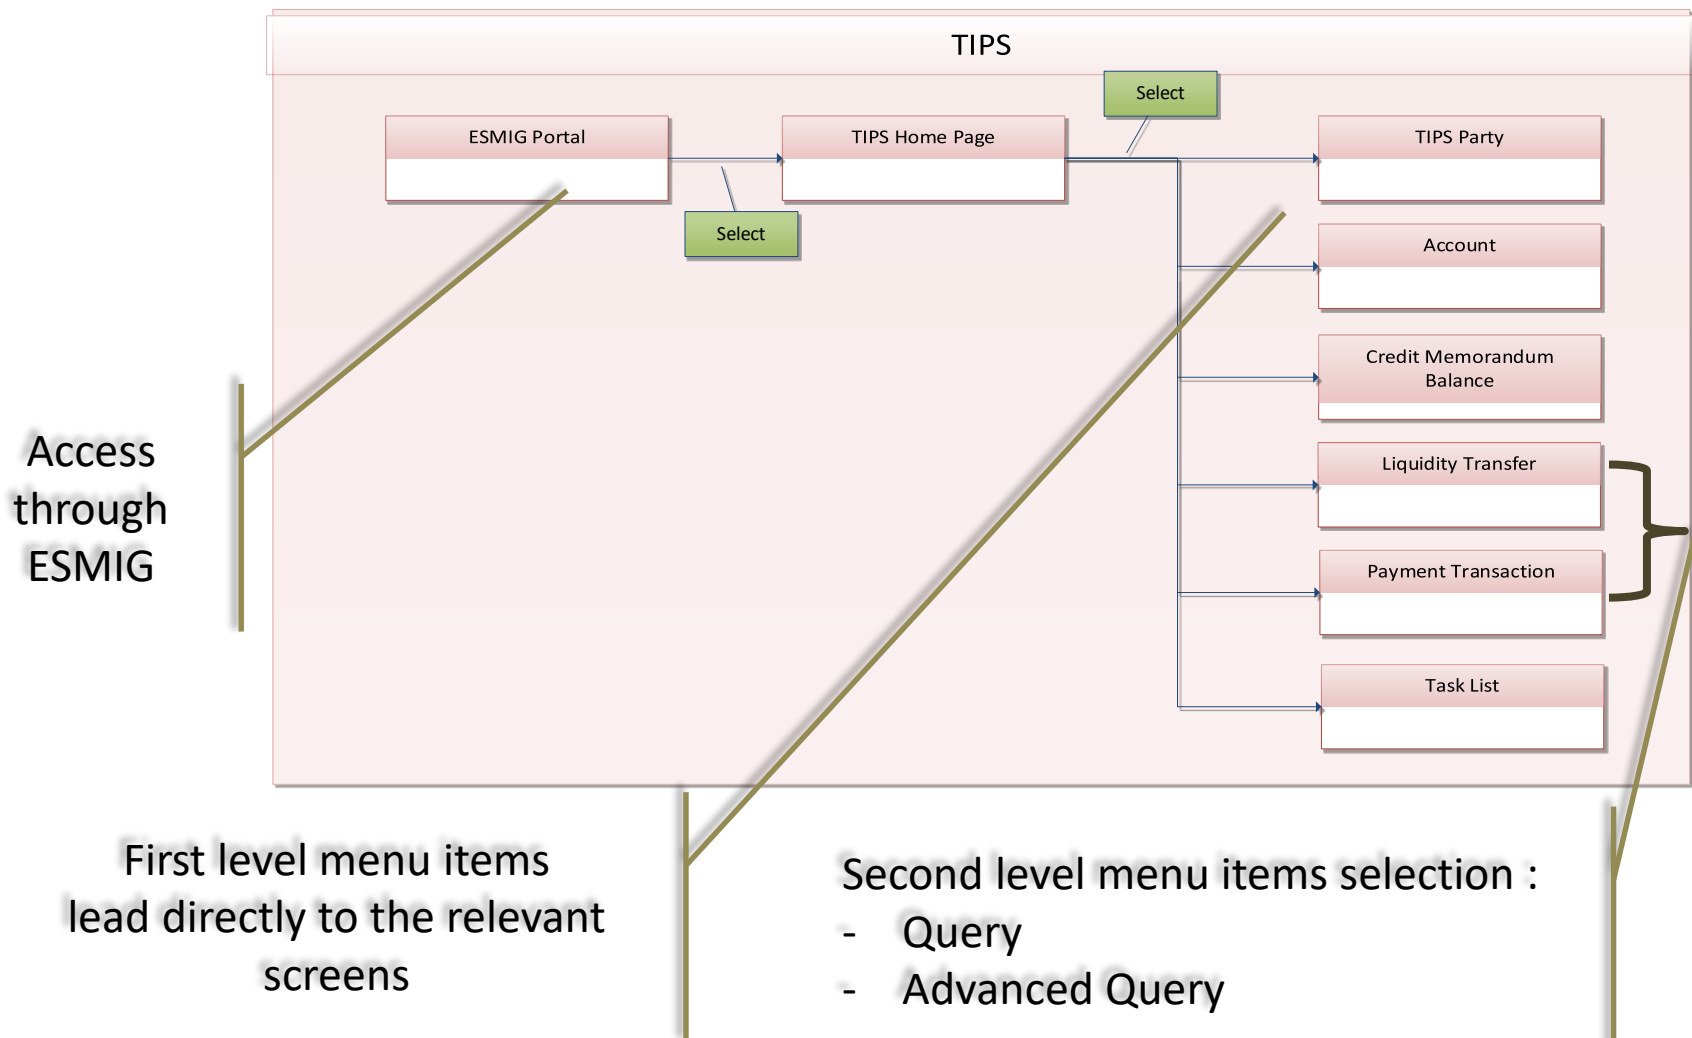 TIPS
Select
ESMIG Portal
TIPS Home Page
TIPS Party
Select
Account
Credit Memorandum
Balance
Liquidity Transfer
Payment Transaction
Task List
Access
through
ESMIG
First level menu items
lead directly to the relevant
screens
Second level menu items selection :
- Query
- Advanced Query